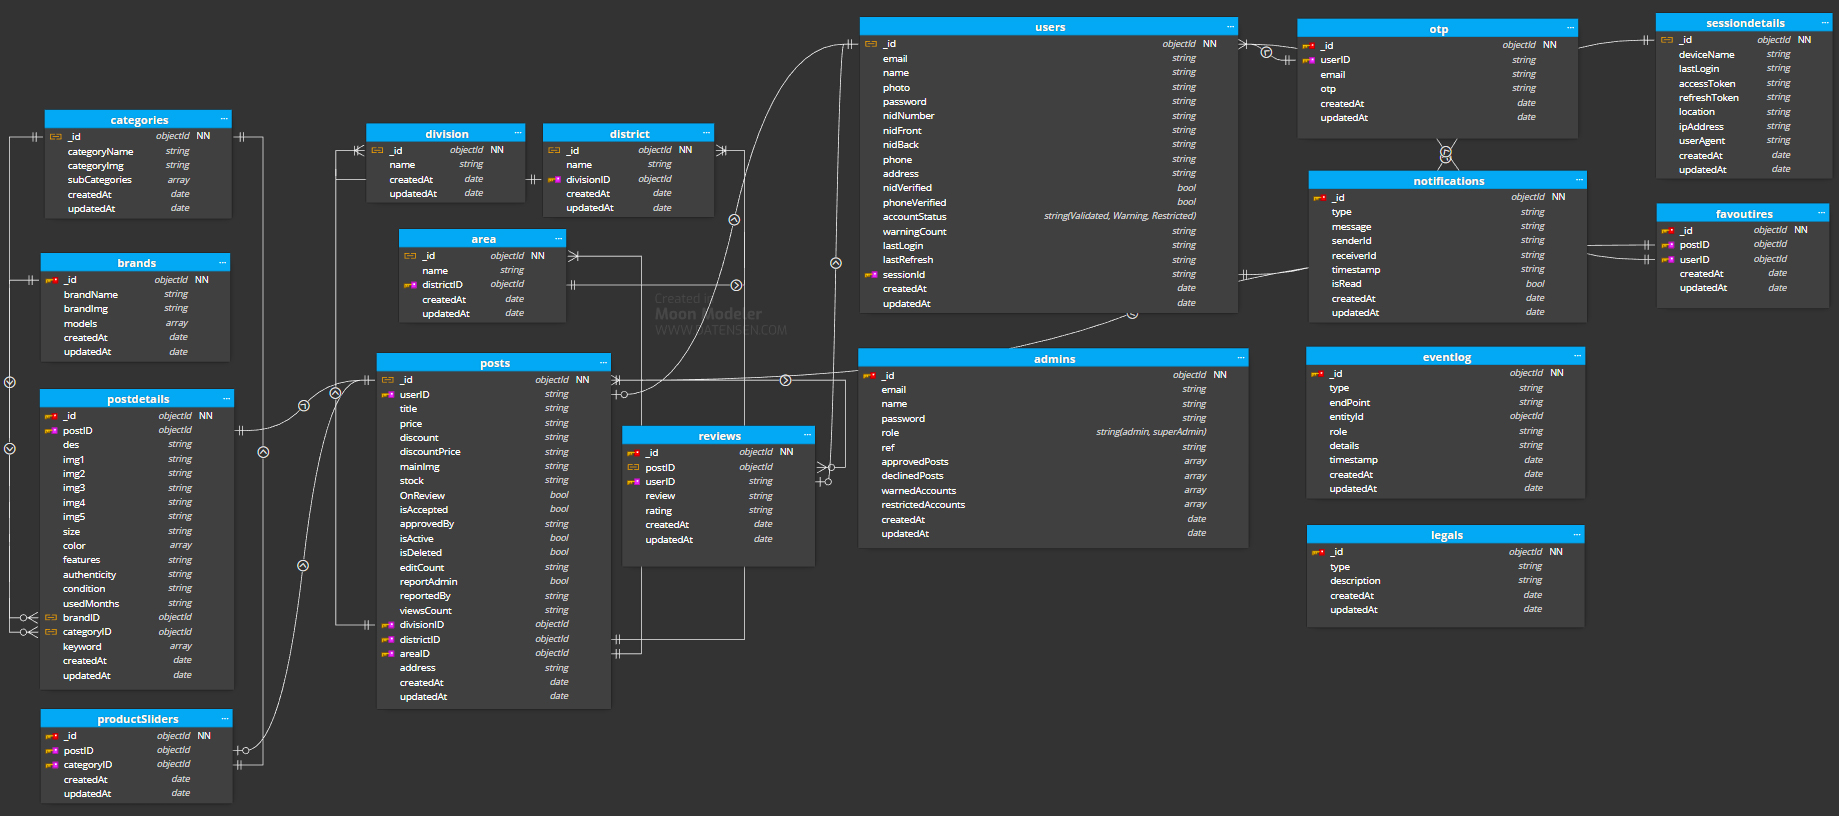 categories ...
_id objectId NN
categoryName string
categoryImg string
subCategories array
createdAt date
updatedAt date
brands ...
_id objectId NN
brandName string
brandImg string
models array
createdAt date
updatedAt date
postdetails ...
_id objectId NN
postID objectId
des string
img1 string
img2 string
img3 string
img4 string
img5 string
size string
color array
features string
authenticity string
condition string
usedMonths string
brandID objectId
categoryID objectId
keyword array
createdAt date
updatedAt date
productSliders ...
_id objectId NN
postID objectId
categoryID objectId
createdAt date
updatedAt date
division ...
_id objectId NN
name string
createdAt date
updatedAt date
district ...
_id objectId NN
name string
divisionID objectId
createdAt date
updatedAt date
area ...
_id objectId NN
name string
districtID objectId
createdAt date
updatedAt date
Created in
Moon Modeler
WWW.DATENSEN.COM
posts ...
_id objectId NN
userID string
title string
price string
discount string
discountPrice string
mainImg string
stock string
OnReview bool
isAccepted bool
approvedBy string
isActive bool
isDeleted bool
editCount string
reportAdmin bool
reportedBy string
viewsCount string
divisionID objectId
districtID objectId
areaID objectId
address string
createdAt date
updatedAt date
reviews ...
_id objectId NN
postID objectId
userID string
review string
rating string
createdAt date
updatedAt date
users ...
_id objectId NN
email string
name string
photo string
password string
nidNumber string
nidFront string
nidBack string
phone string
address string
nidVerified bool
phoneVerified bool
accountStatus string(Validated, Warning, Restricted)
warningCount string
lastLogin string
lastRefresh string
sessionId string
createdAt date
updatedAt date
admins ...
_id objectId NN
email string
name string
password string
role string(admin, superAdmin)
ref string
approvedPosts array
declinedPosts array
warnedAccounts array
restrictedAccounts array
createdAt date
updatedAt date
otp ...
_id objectId NN
userID string
email string
otp string
createdAt date
updatedAt date
notifications ...
_id objectId NN
type string
message string
senderId string
receiverId string
timestamp string
isRead bool
createdAt date
updatedAt date
eventlog ...
_id objectId NN
type string
endPoint string
entityId objectId
role string
details string
timestamp date
createdAt date
updatedAt date
legals ...
_id objectId NN
type string
description string
createdAt date
updatedAt date
sessiondetails ...
_id objectId NN
deviceName string
lastLogin string
accessToken string
refreshToken string
location string
ipAddress string
userAgent string
createdAt date
updatedAt date
favoutires ...
_id objectId NN
postID objectId
userID objectId
createdAt date
updatedAt date